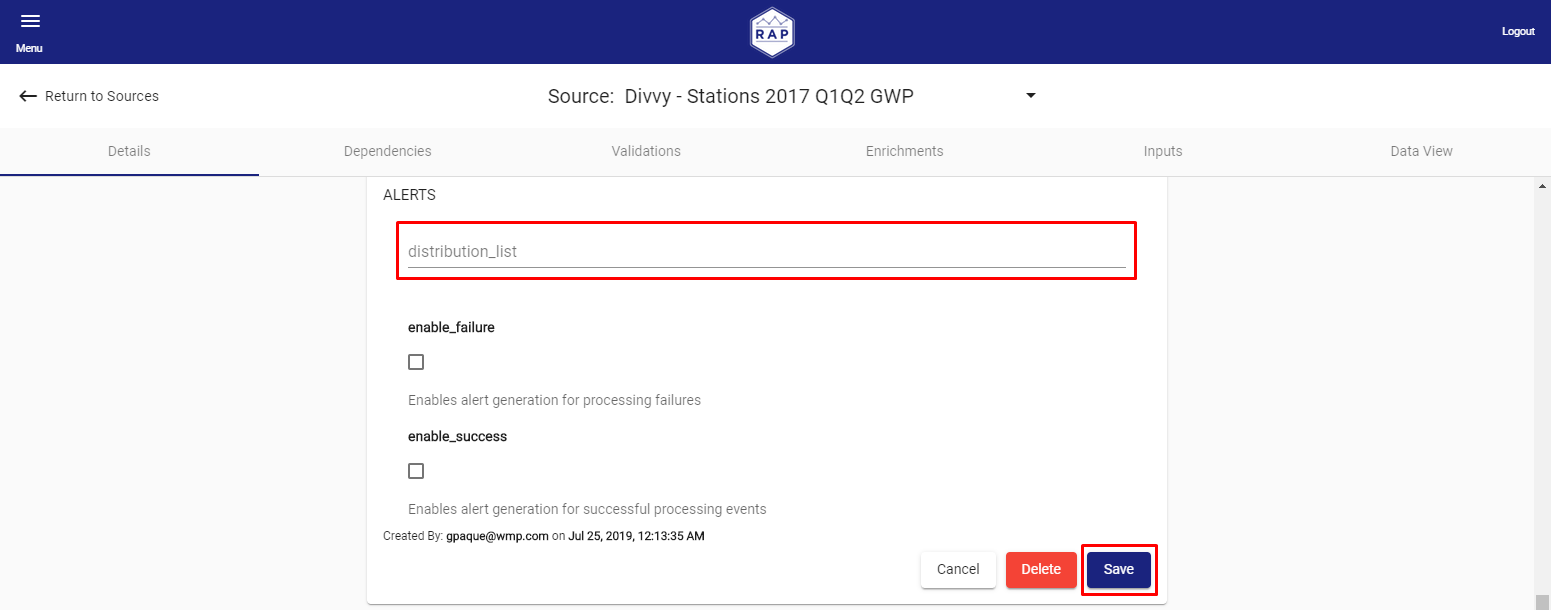 Menu
RAP
Logout
Return to Sources
Source: Divvy - Stations 2017 Q1Q2 GWP
Details Dependencies Validations Enrichments Inputs Data View
ALERTS
distribution_list
enable_failure
Enables alert generation for processing failures
enable_success
Enables alert generation for successful processing events
Created By: gpaque@wmp.com on Jul 25, 2019, 12:13:35 AM
Cancel Delete Save